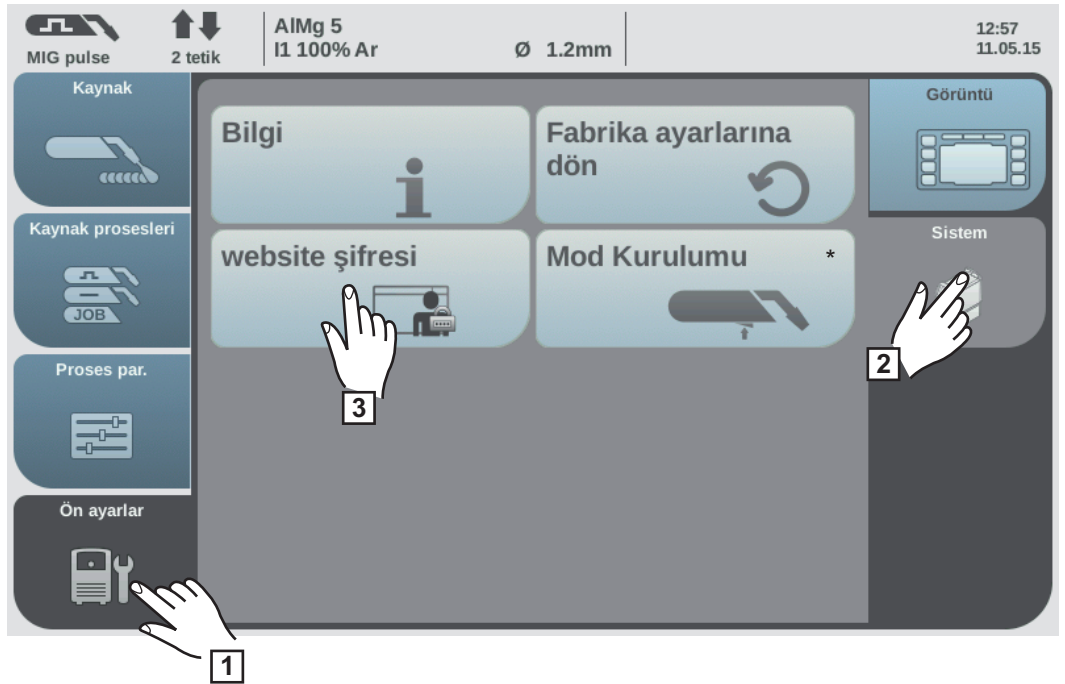 MIG pulse
2 tetik
AlMg 5
I1 100% Ar
Ø 1.2mm
12:57
11.05.15
Kaynak
Kaynak prosesleri
JOB
Proses par.
Ön ayarlar
Bilgi
Fabrika ayarlarına
dön
website şifresi
Mod Kurulumu *
Görüntü
Sistem
2
3
1